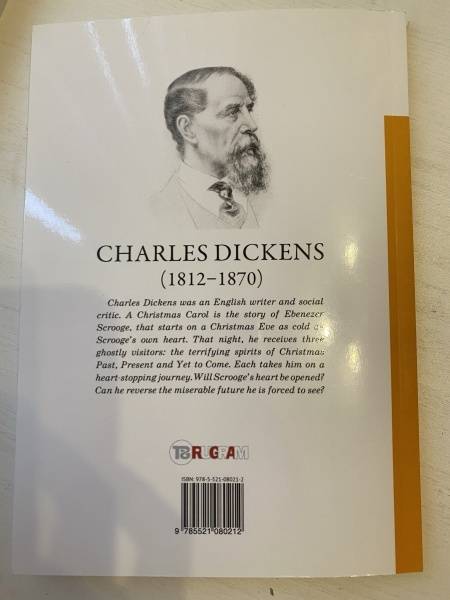 CHARLES DICKENS
(1812–1870)
Charles Dickens was an English writer and social
critic. A Christmas Carol is the story of Ebenezer
Scrooge, that starts on a Christmas Eve as cold as
Scrooge's own heart. That night, he receives three
ghostly visitors: the terrifying spirits of Christmas
Past, Present and Yet to Come. Each takes him on a
heart-stopping journey. Will Scrooge's heart be opened?
Can he reverse the miserable future he is forced to see?
T8 RUGRAM
ISBN: 978-5-521-08021-2
9 785521 080212